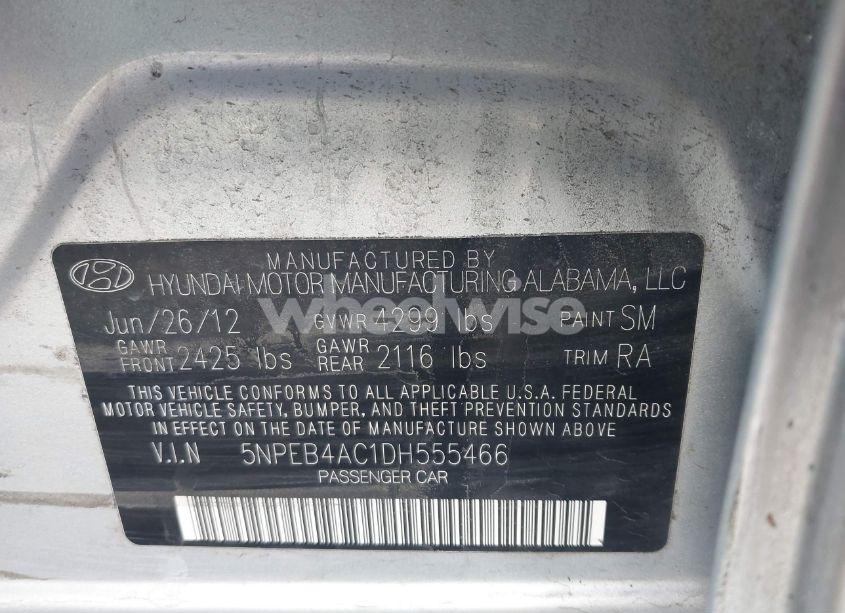 MANUFACTURED BY
HYUNDAI MOTOR MANUFACTURING ALABAMA, LLC
wheelwise
Jun/26/12 GVWR 4299 lbs PAINT SM
GAWR FRONT 2425 lbs GAWR REAR 2116 lbs TRIM RA
THIS VEHICLE CONFORMS TO ALL APPLICABLE U.S.A. FEDERAL
MOTOR VEHICLE SAFETY, BUMPER, AND THEFT PREVENTION STANDARDS
IN EFFECT ON THE DATE OF MANUFACTURE SHOWN ABOVE
V.I.N 5NPEB4AC1DH555466
PASSENGER CAR